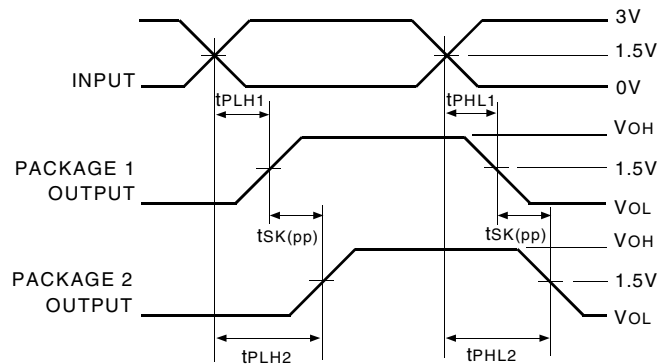 3V
1.5V
INPUT
0V
tPLH1
tPHL1
VOH
PACKAGE 1
OUTPUT
1.5V
VOL
tSK(pp)
tSK(pp)
VOH
PACKAGE 2
OUTPUT
1.5V
VOL
tPLH2
tPHL2